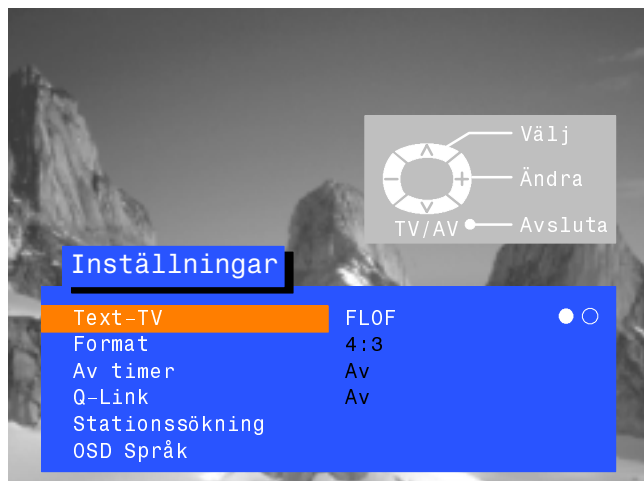 Välj
Ändra
TV/AV Avsluta
Inställningar
Text-TV FLOF
Format 4:3
Av timer Av
Q-Link Av
Stationssökning
OSD Språk